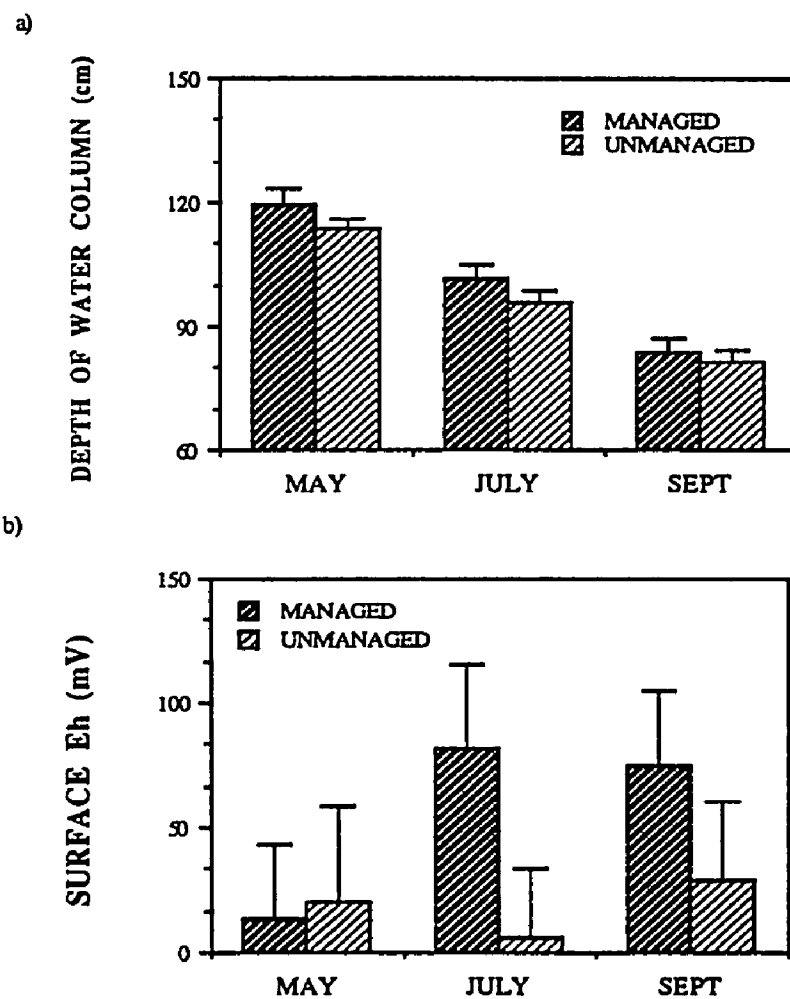 a)
DEPTH OF WATER COLUMN (cm)
150
120
90
60
MANAGED
UNMANAGED
MAY JULY SEPT
b)
SURFACE Eh (mV)
150
100
50
0
MANAGED
UNMANAGED
MAY JULY SEPT